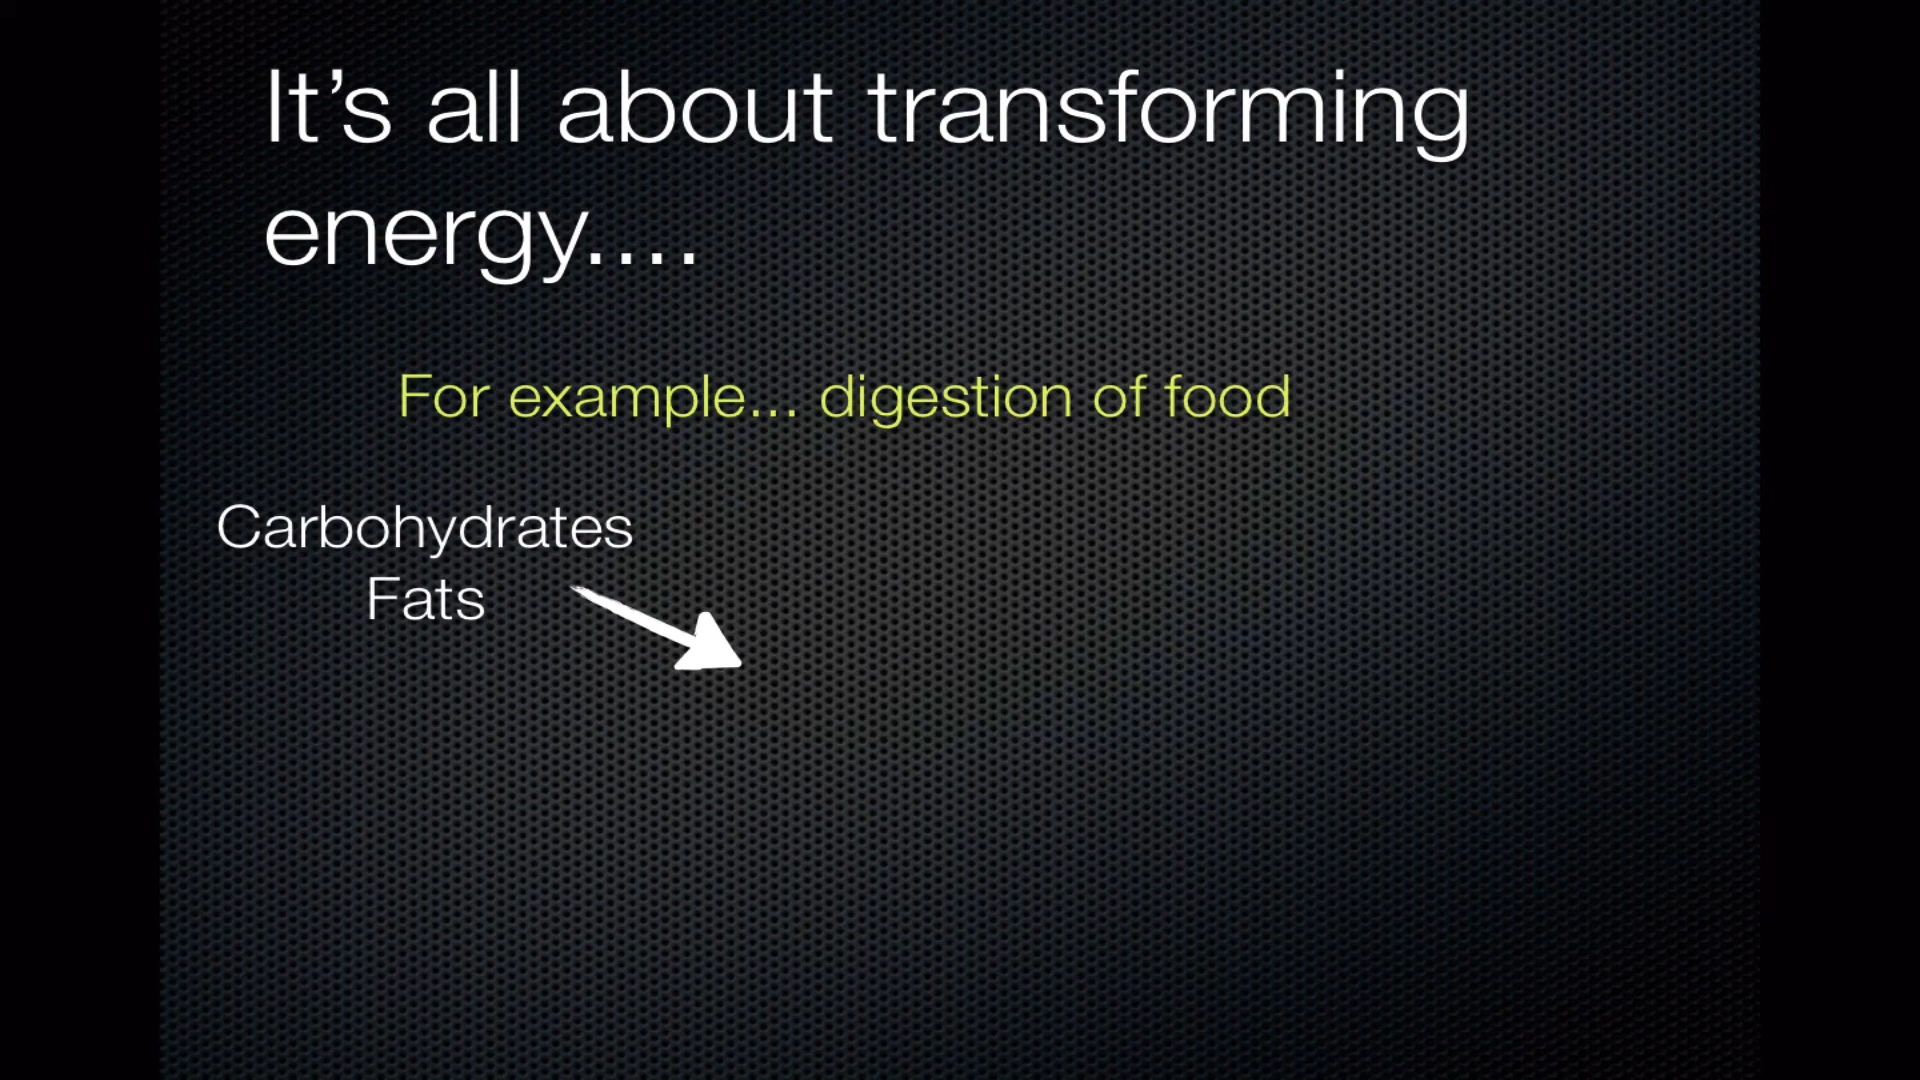 It’s all about transforming
energy....
For example... digestion of food
Carbohydrates
Fats